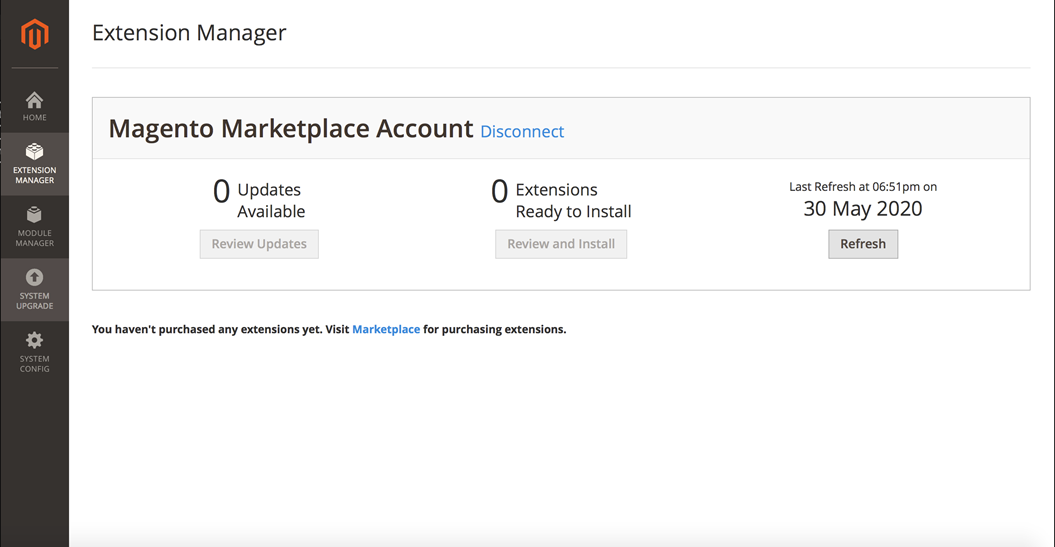 Extension Manager
HOME
EXTENSION
MANAGER
MODULE
MANAGER
SYSTEM
UPGRADE
SYSTEM
CONFIG
Magento Marketplace Account Disconnect
0 Updates
Available
Review Updates
0 Extensions
Ready to Install
Review and Install
Last Refresh at 06:51pm on
30 May 2020
Refresh
You haven't purchased any extensions yet. Visit Marketplace for purchasing extensions.